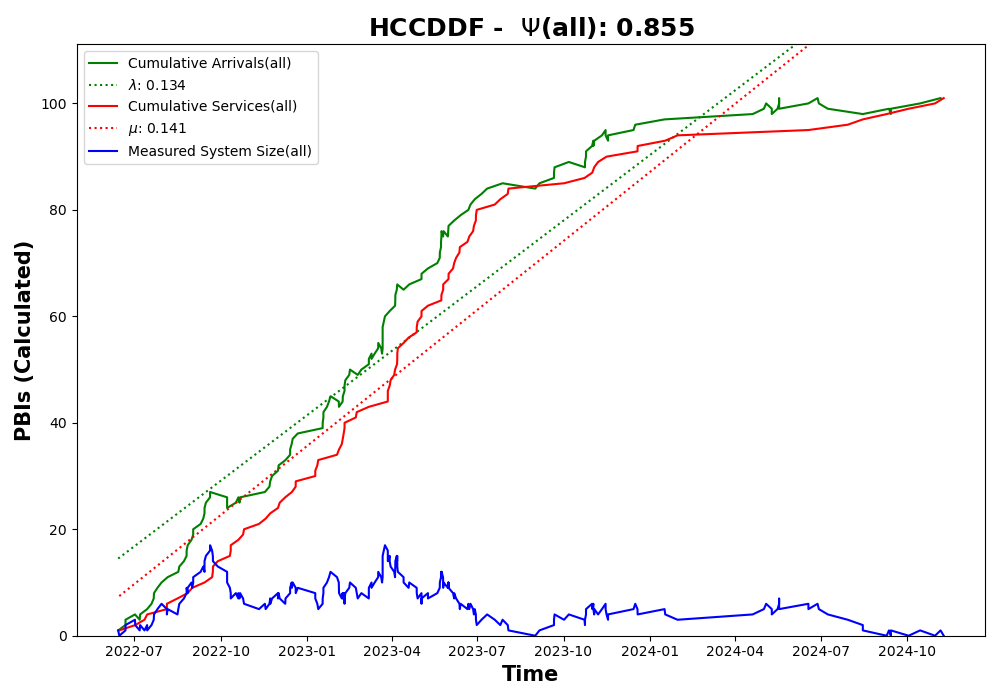 HCCDDF - Ψ(all): 0.855
Cumulative Arrivals(all)
λ: 0.134
Cumulative Services(all)
μ: 0.141
Measured System Size(all)
PBIs (Calculated)
100
80
60
40
20
0
2022-07 2022-10 2023-01 2023-04 2023-07 2023-10 2024-01 2024-04 2024-07 2024-10
Time